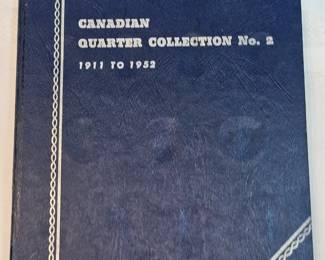 CANADIAN
QUARTER COLLECTION No. 2
1911 TO 1952